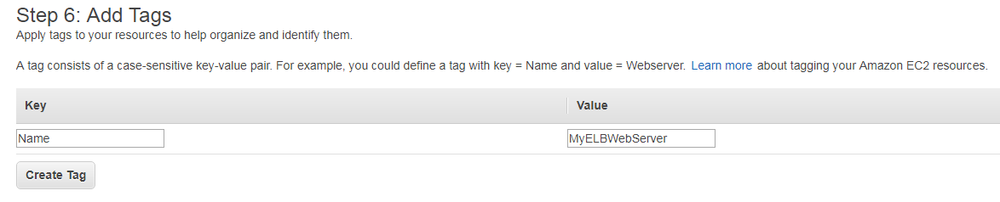 Step 6: Add Tags
Apply tags to your resources to help organize and identify them.
A tag consists of a case-sensitive key-value pair. For example, you could define a tag with key = Name and value = Webserver. Learn more about tagging your Amazon EC2 resources.
Key Value
Name MyELBWebServer
Create Tag